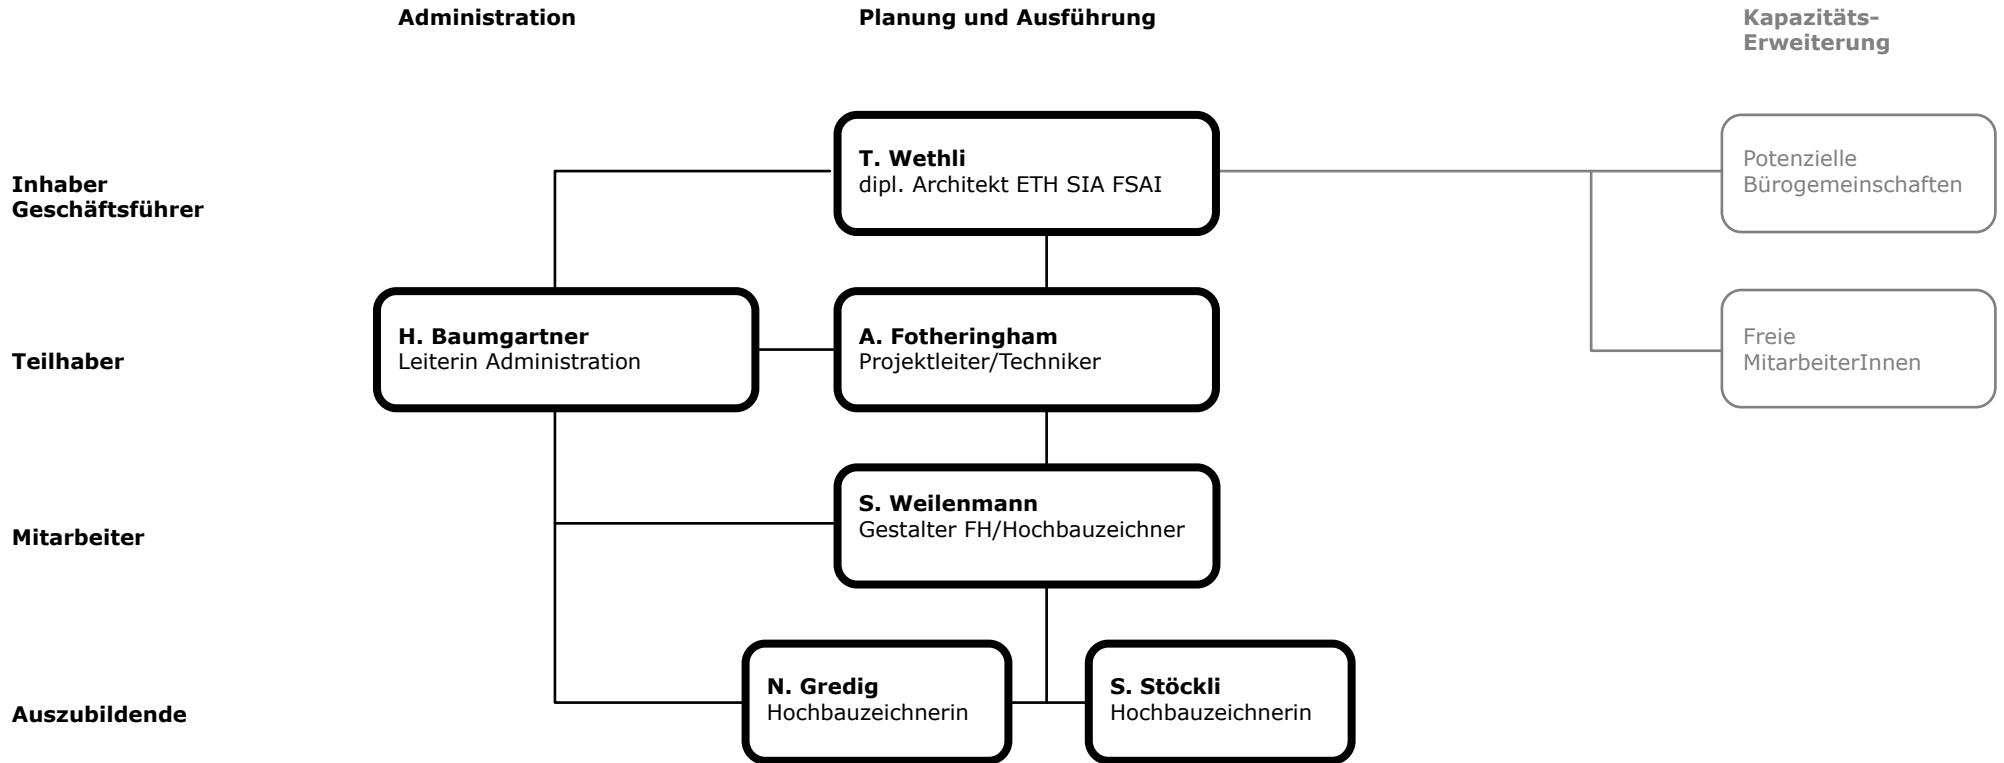 Administration
Planung und Ausführung
Kapazitäts-
Erweiterung
Inhaber
Geschäftsführer
T. Wethli
dipl. Architekt ETH SIA FSAI
Potenzielle
Bürogemeinschaften
Teilhaber
H. Baumgartner
Leiterin Administration
A. Fotheringham
Projektleiter/Techniker
Freie
MitarbeiterInnen
Mitarbeiter
S. Weilenmann
Gestalter FH/Hochbauzeichner
Auszubildende
N. Gredig
Hochbauzeichnerin
S. Stöckli
Hochbauzeichnerin